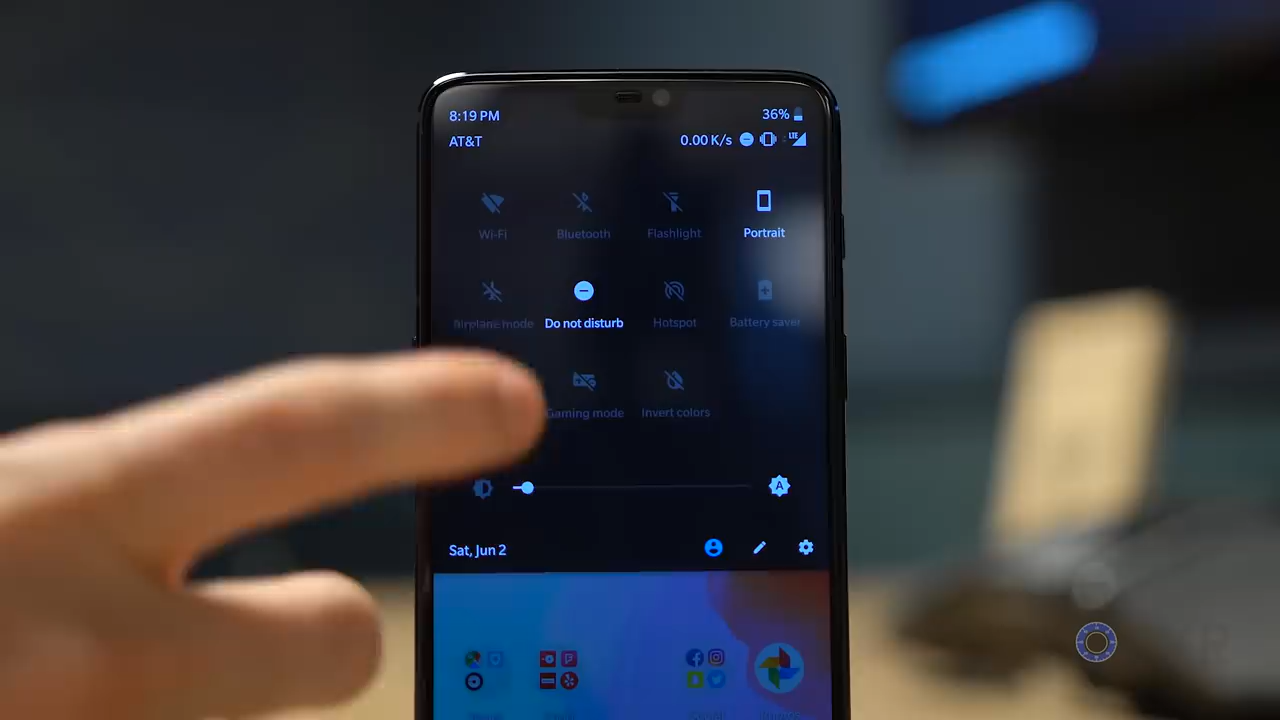 8:19 PM 36%
AT&T 0.00 K/s LTE
Wi-Fi Bluetooth Flashlight Portrait
Airplane mode Do not disturb Hotspot Battery saver
Gaming mode Invert colors
A
Sat, Jun 2